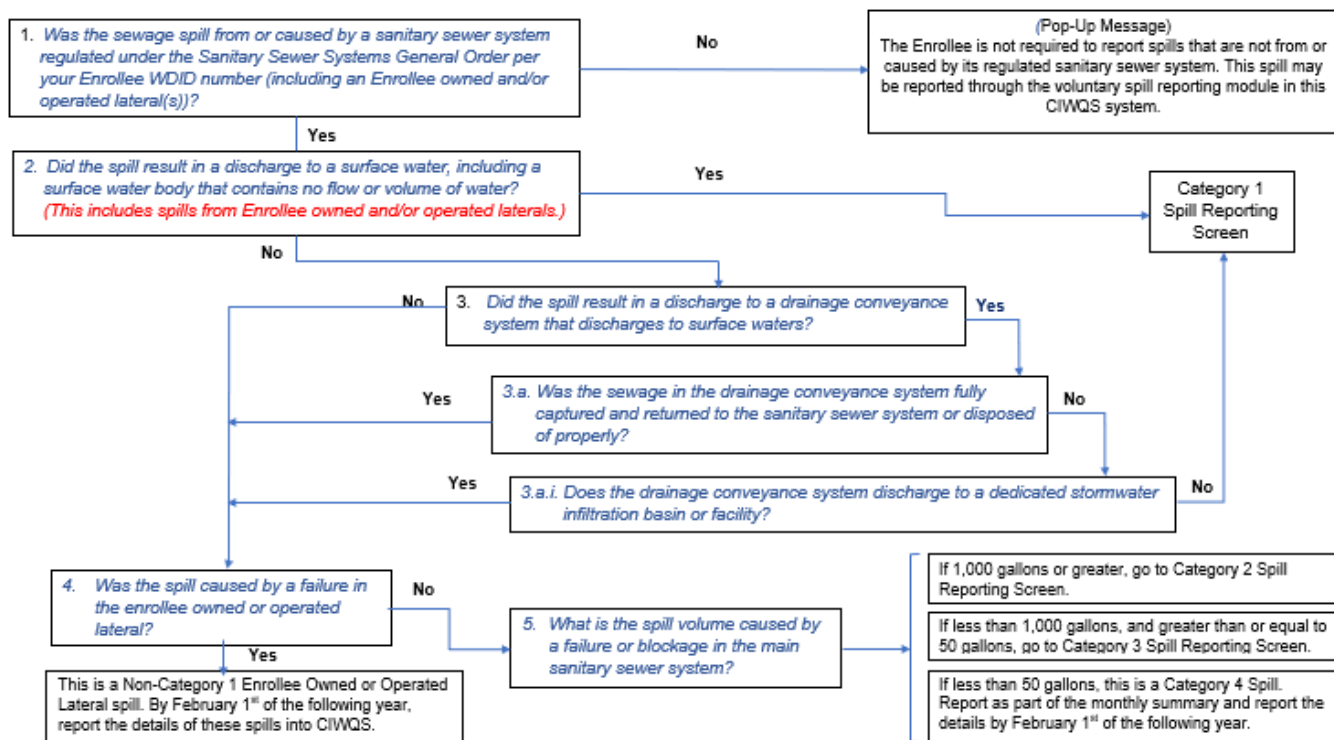 1. Was the sewage spill from or caused by a sanitary sewer system
regulated under the Sanitary Sewer Systems General Order per
your Enrollee WDID number (including an Enrollee owned and/or
operated lateral(s))?
No
(Pop-Up Message)
The Enrollee is not required to report spills that are not from or
caused by its regulated sanitary sewer system. This spill may
be reported through the voluntary spill reporting module in this
CIWQS system.
Yes
2. Did the spill result in a discharge to a surface water, including a
surface water body that contains no flow or volume of water?
(This includes spills from Enrollee owned and/or operated laterals.)
Yes
Category 1
Spill Reporting
Screen
No
3. Did the spill result in a discharge to a drainage conveyance
system that discharges to surface waters?
No
Yes
3.a. Was the sewage in the drainage conveyance system fully
captured and returned to the sanitary sewer system or disposed
of properly?
Yes
No
3.a.i. Does the drainage conveyance system discharge to a dedicated stormwater
infiltration basin or facility?
Yes
No
4. Was the spill caused by a failure in
the enrollee owned or operated
lateral?
No
Yes
This is a Non-Category 1 Enrollee Owned or Operated
Lateral spill. By February 1st of the following year,
report the details of these spills into CIWQS.
5. What is the spill volume caused by
a failure or blockage in the main
sanitary sewer system?
If 1,000 gallons or greater, go to Category 2 Spill
Reporting Screen.
If less than 1,000 gallons, and greater than or equal to
50 gallons, go to Category 3 Spill Reporting Screen.
If less than 50 gallons, this is a Category 4 Spill.
Report as part of the monthly summary and report the
details by February 1st of the following year.